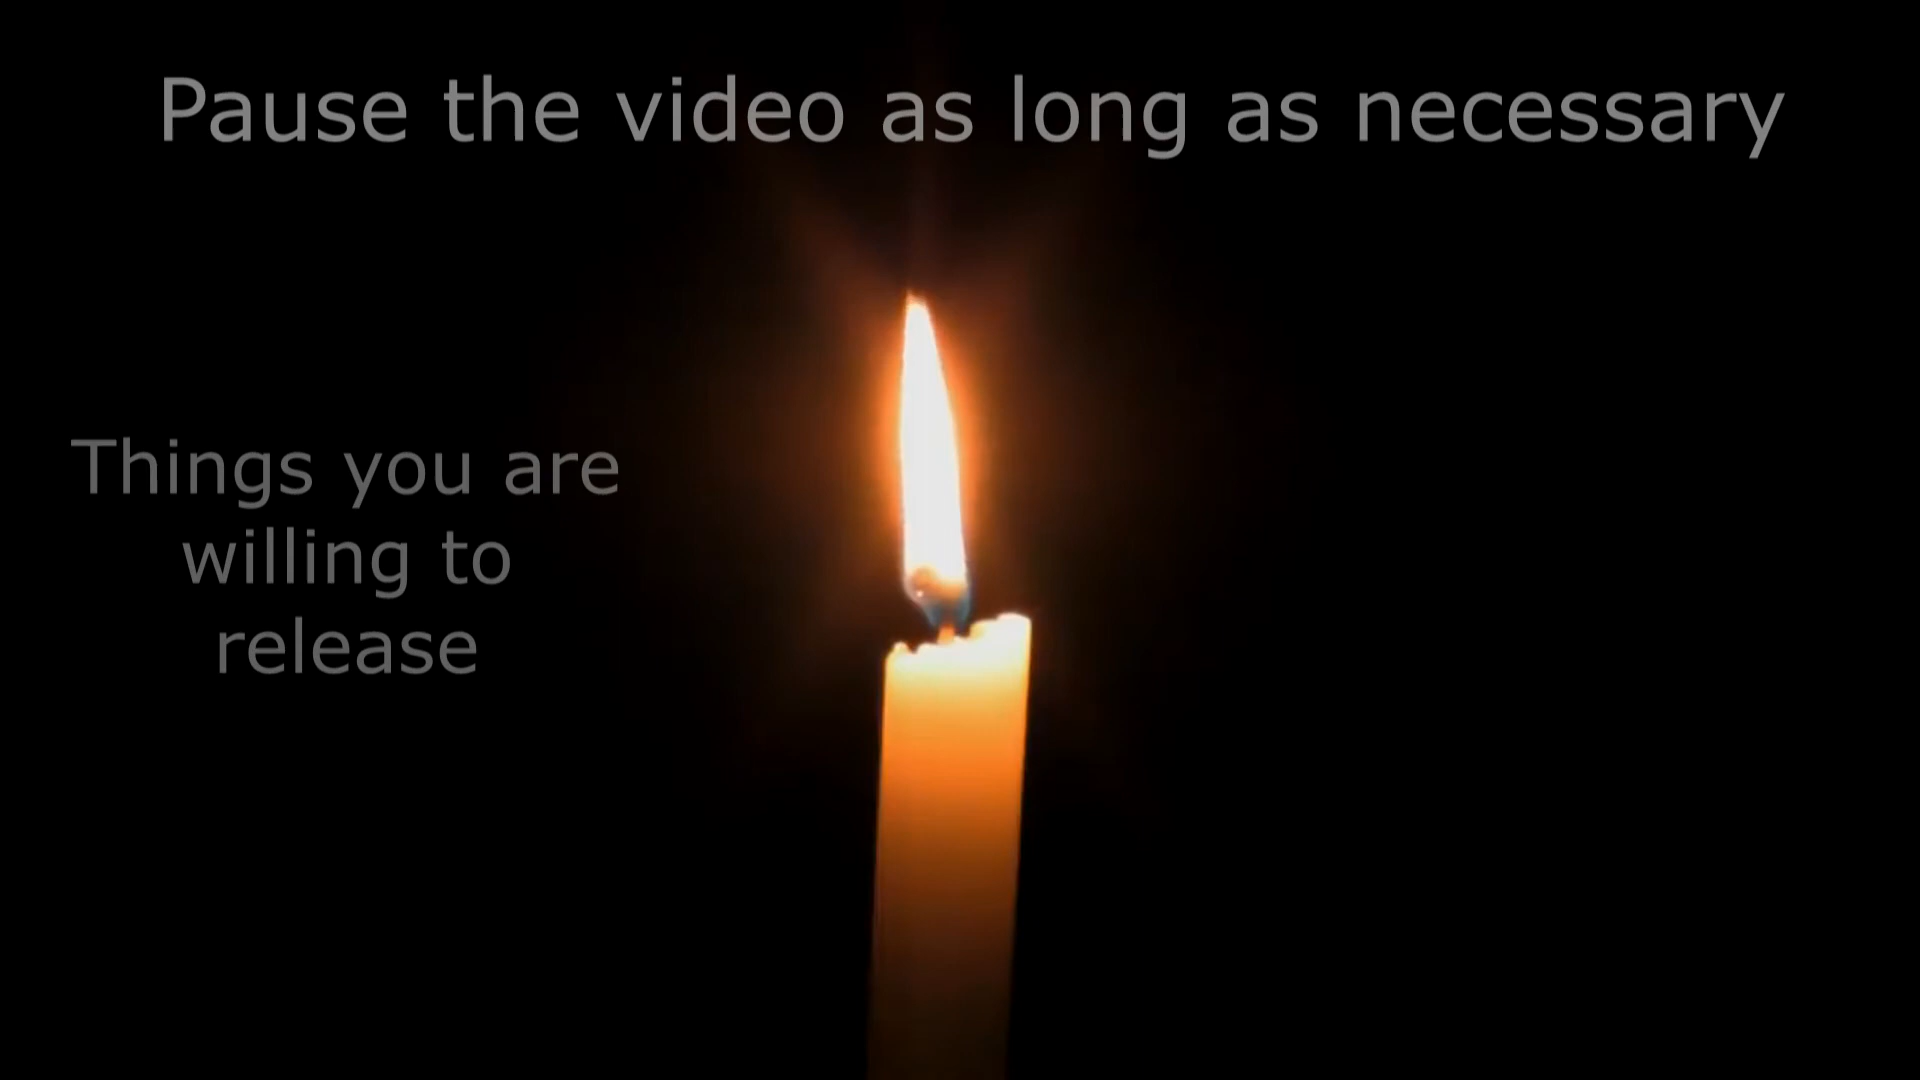 Pause the video as long as necessary
Things you are
willing to
release